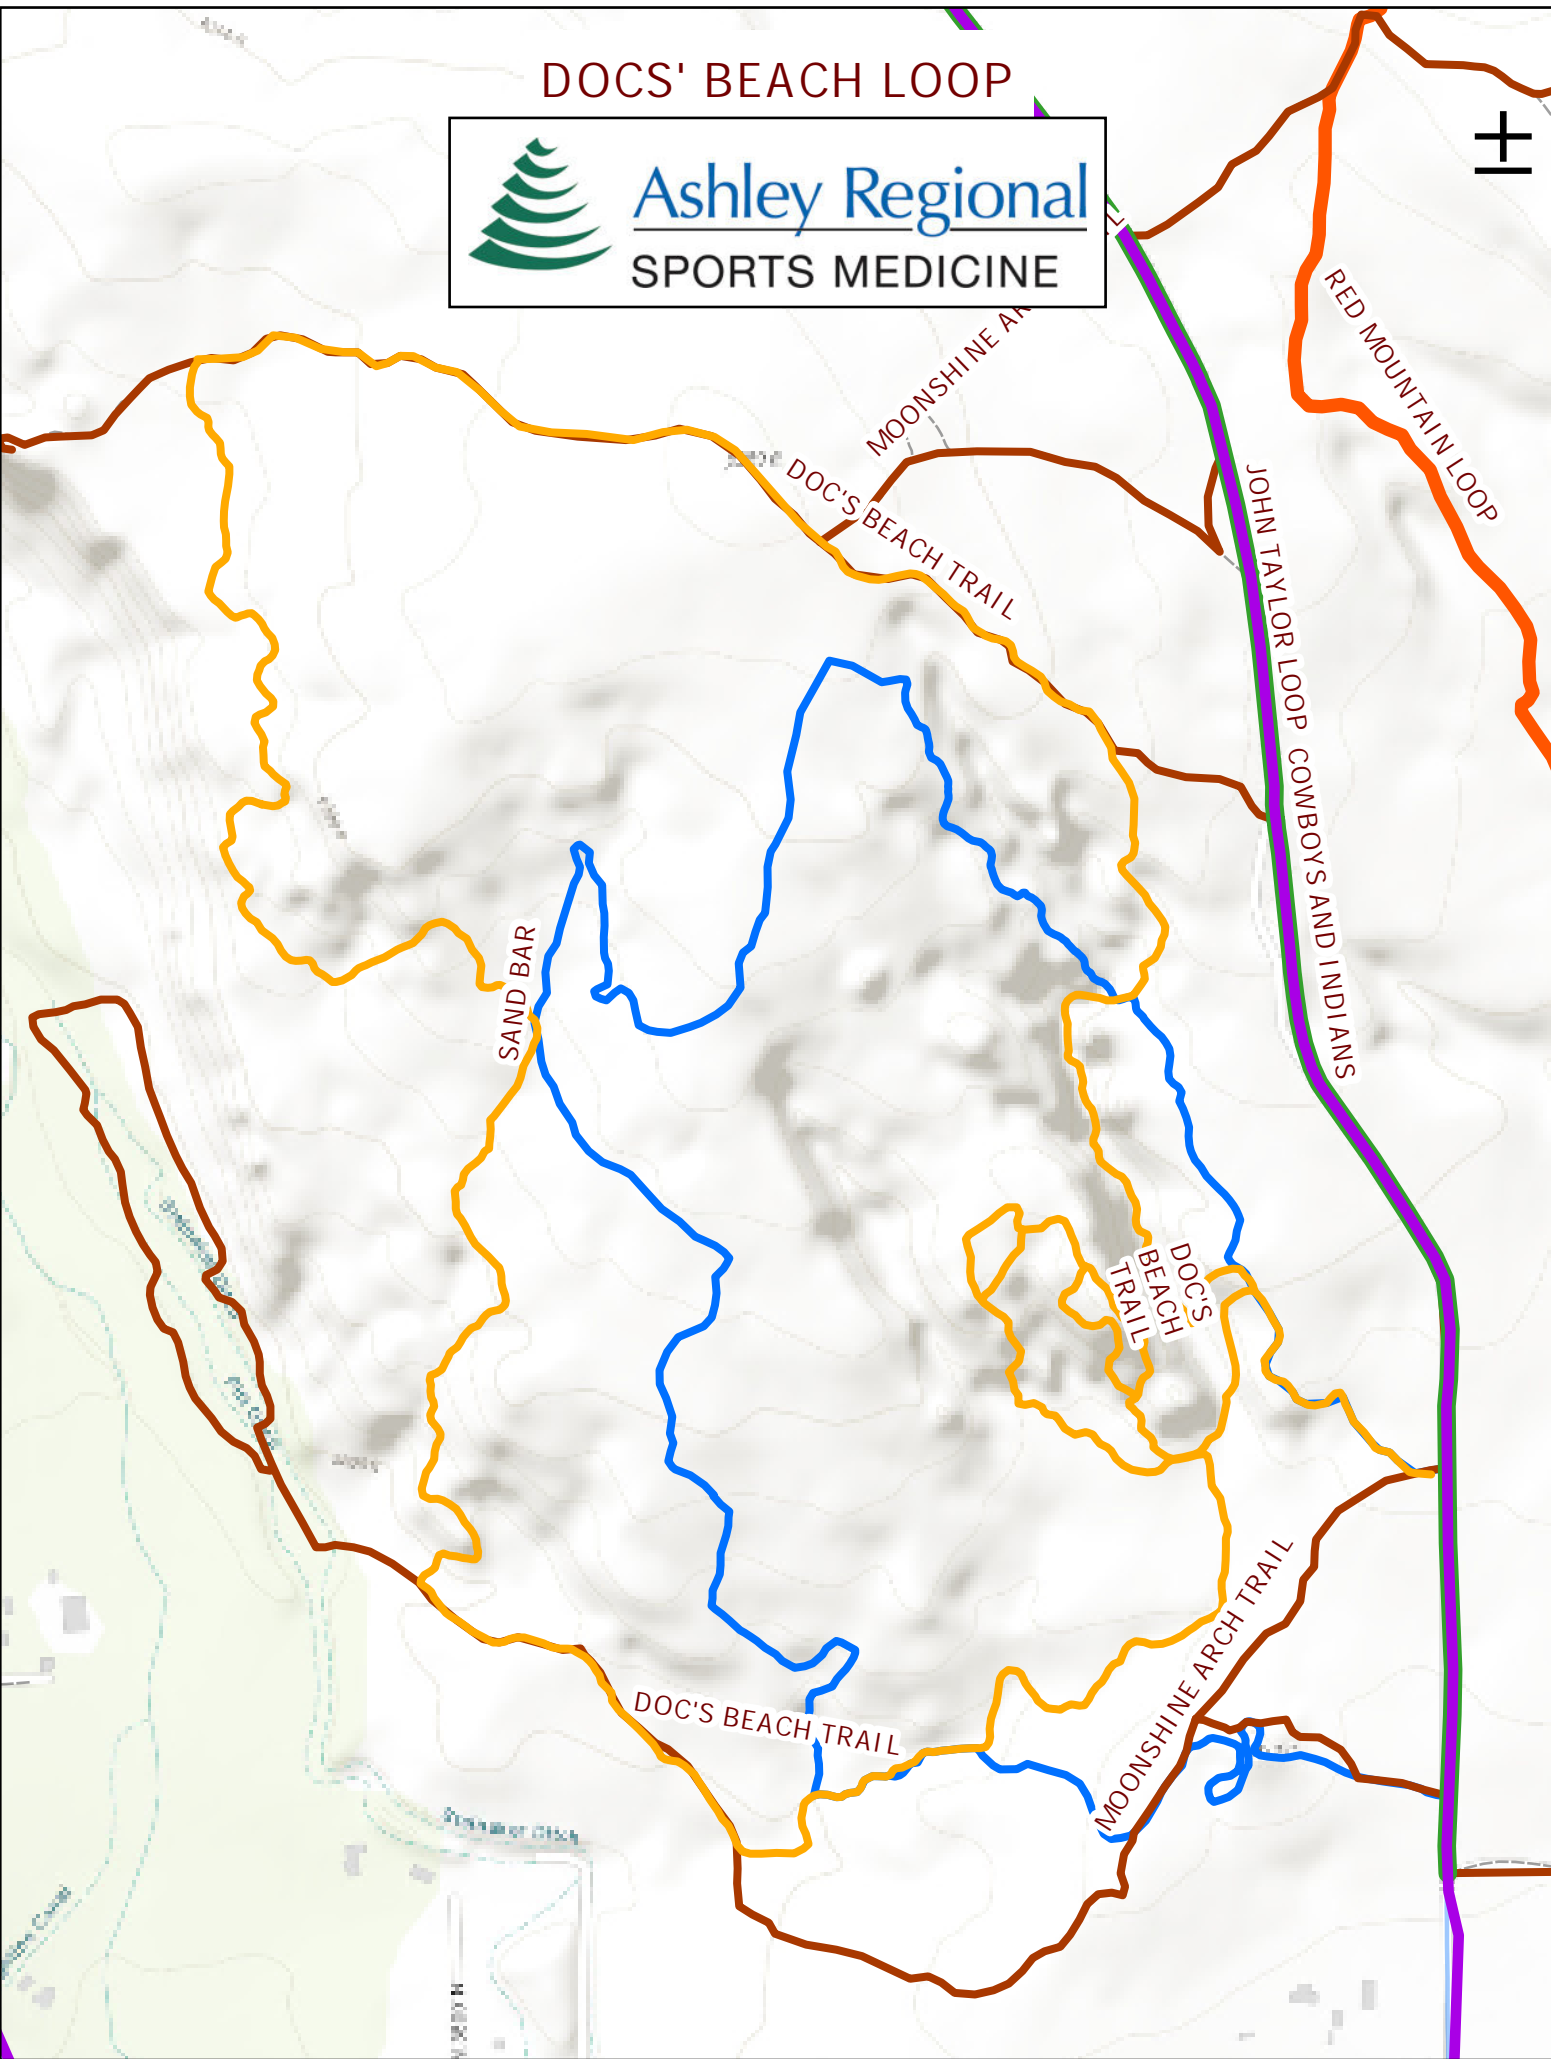 DOCS' BEACH LOOP
±
Ashley Regional
SPORTS MEDICINE
MOONSHINE AR
RED MOUNTAIN LOOP
DOC'S BEACH TRAIL
JOHN TAYLOR LOOP COWBOYS AND INDIANS
SAND BAR
DOC'S
BEACH
TRAIL
MOONSHINE ARCH TRAIL
DOC'S BEACH TRAIL